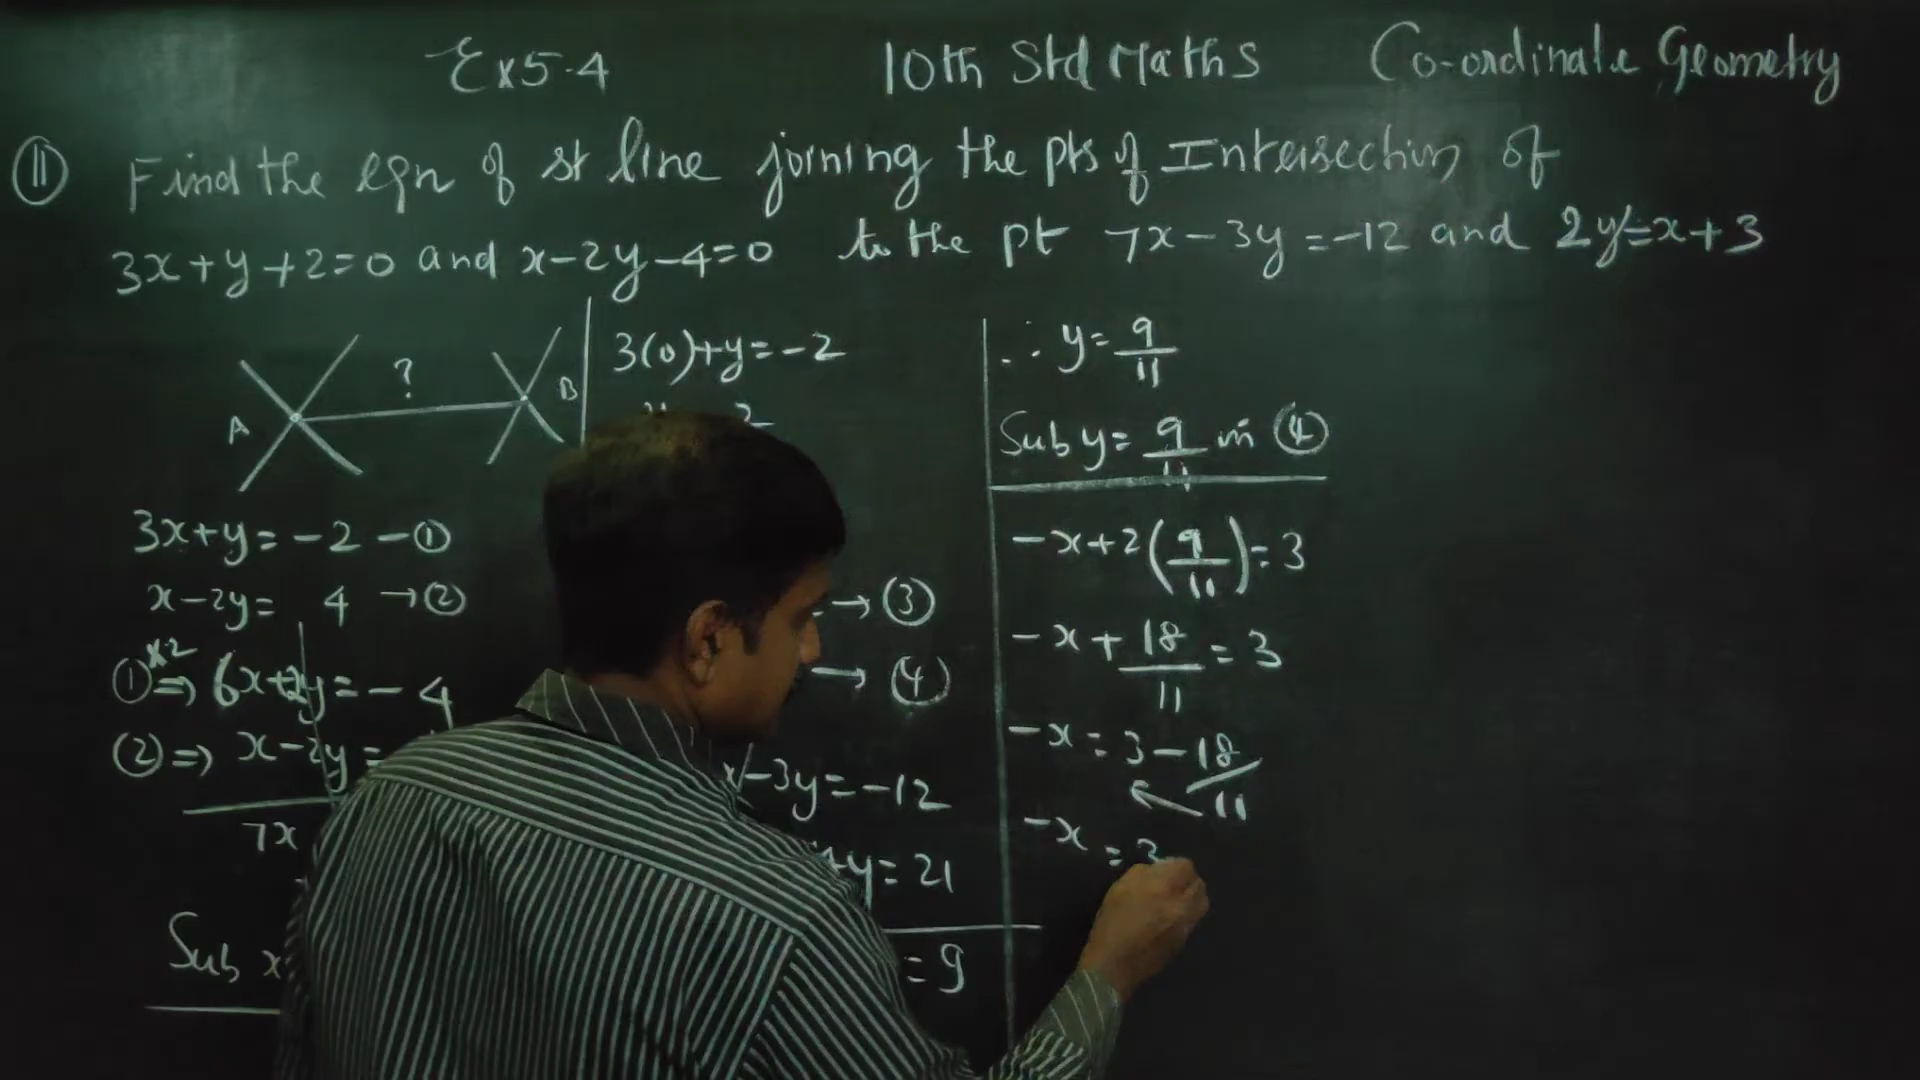 Ex 5.4 10th Std Maths Co-ordinate Geometry
⑪ Find the eqn of st line joining the pts of Intersection of
3x+y+2=0 and x-2y-4=0 to the pt 7x-3y=-12 and 2y=x+3
A ? B
3x+y=-2 -①
x-2y= 4 →②
①×2 ⇒ 6x+2y=-4
② ⇒ x-2y=
7x
Sub x
3(0)+y=-2
→③
→④
-3y=-12
y=21
=9
∴ y=9/11
Sub y=9/11 in ④
-x+2(9/11)=3
-x+18/11=3
-x=3-18/11
-x=3